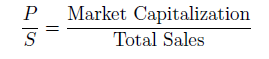 P/S = Market Capitalization / Total Sales